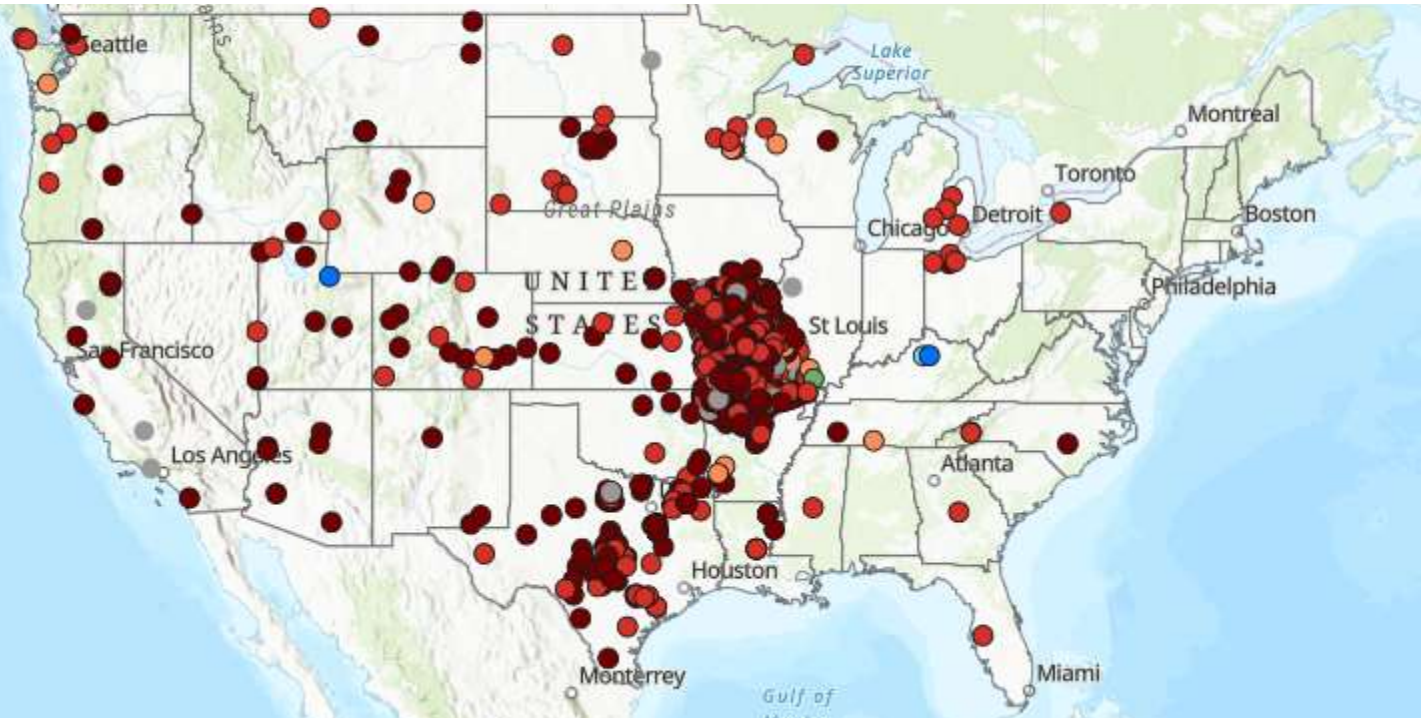 Seattle
Lake
Superior
Montreal
Toronto
Great Plains
Chicago
Detroit
Boston
UNITE
STATES
Philadelphia
St Louis
San Francisco
Los Angeles
Atlanta
Houston
Monterrey
Miami
Gulf of